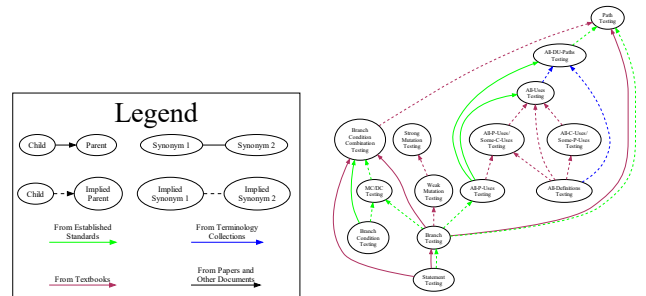 Legend
Child
Parent
Synonym 1
Synonym 2
Child
Implied
Parent
Implied
Synonym 1
Implied
Synonym 2
From Established
Standards
From Terminology
Collections
From Textbooks
From Papers and
Other Documents
Path
Testing
All-DU-Paths
Testing
All-Uses
Testing
Branch
Condition
Combination
Testing
Strong
Mutation
Testing
All-P-Uses/
Some-C-Uses
Testing
All-C-Uses/
Some-P-Uses
Testing
MC/DC
Testing
Weak
Mutation
Testing
All-P-Uses
Testing
All-Definitions
Testing
Branch
Condition
Testing
Branch
Testing
Statement
Testing